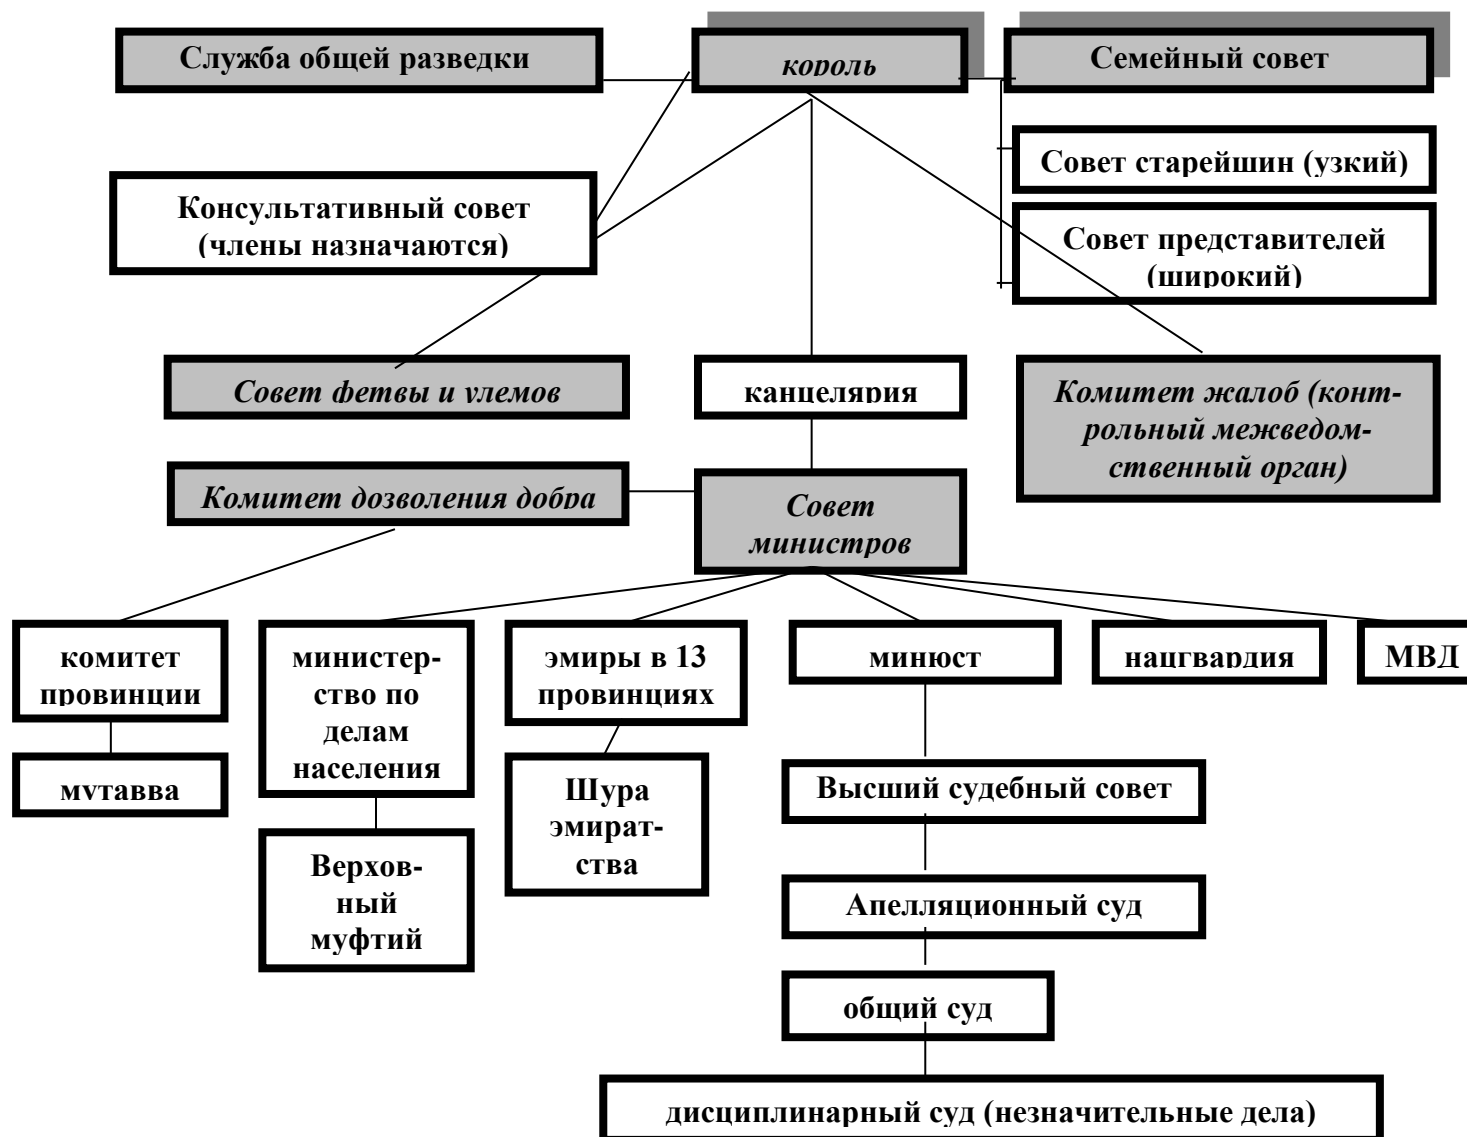 Служба общей разведки
король
Семейный совет
Совет старейшин (узкий)
Консультативный совет
(члены назначаются)
Совет представителей
(широкий)
Совет фетвы и улемов
канцелярия
Комитет жалоб (конт-
рольный межведом-
ственный орган)
Комитет дозволения добра
Совет
министров
комитет
провинции
министер-
ство по
делам
населения
эмиры в 13
провинциях
минюст
нацгвардия
МВД
мутавва
Шура
эмират-
ства
Высший судебный совет
Верхов-
ный
муфтий
Апелляционный суд
общий суд
дисциплинарный суд (незначительные дела)